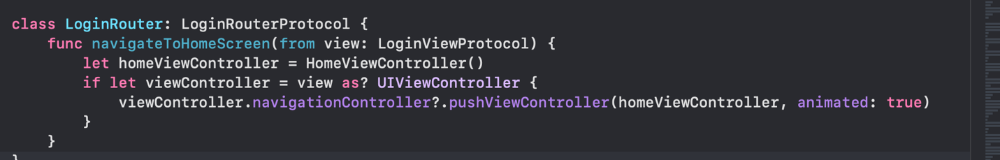 class LoginRouter: LoginRouterProtocol {
    func navigateToHomeScreen(from view: LoginViewProtocol) {
        let homeViewController = HomeViewController()
        if let viewController = view as? UIViewController {
            viewController.navigationController?.pushViewController(homeViewController, animated: true)
        }
    }
}